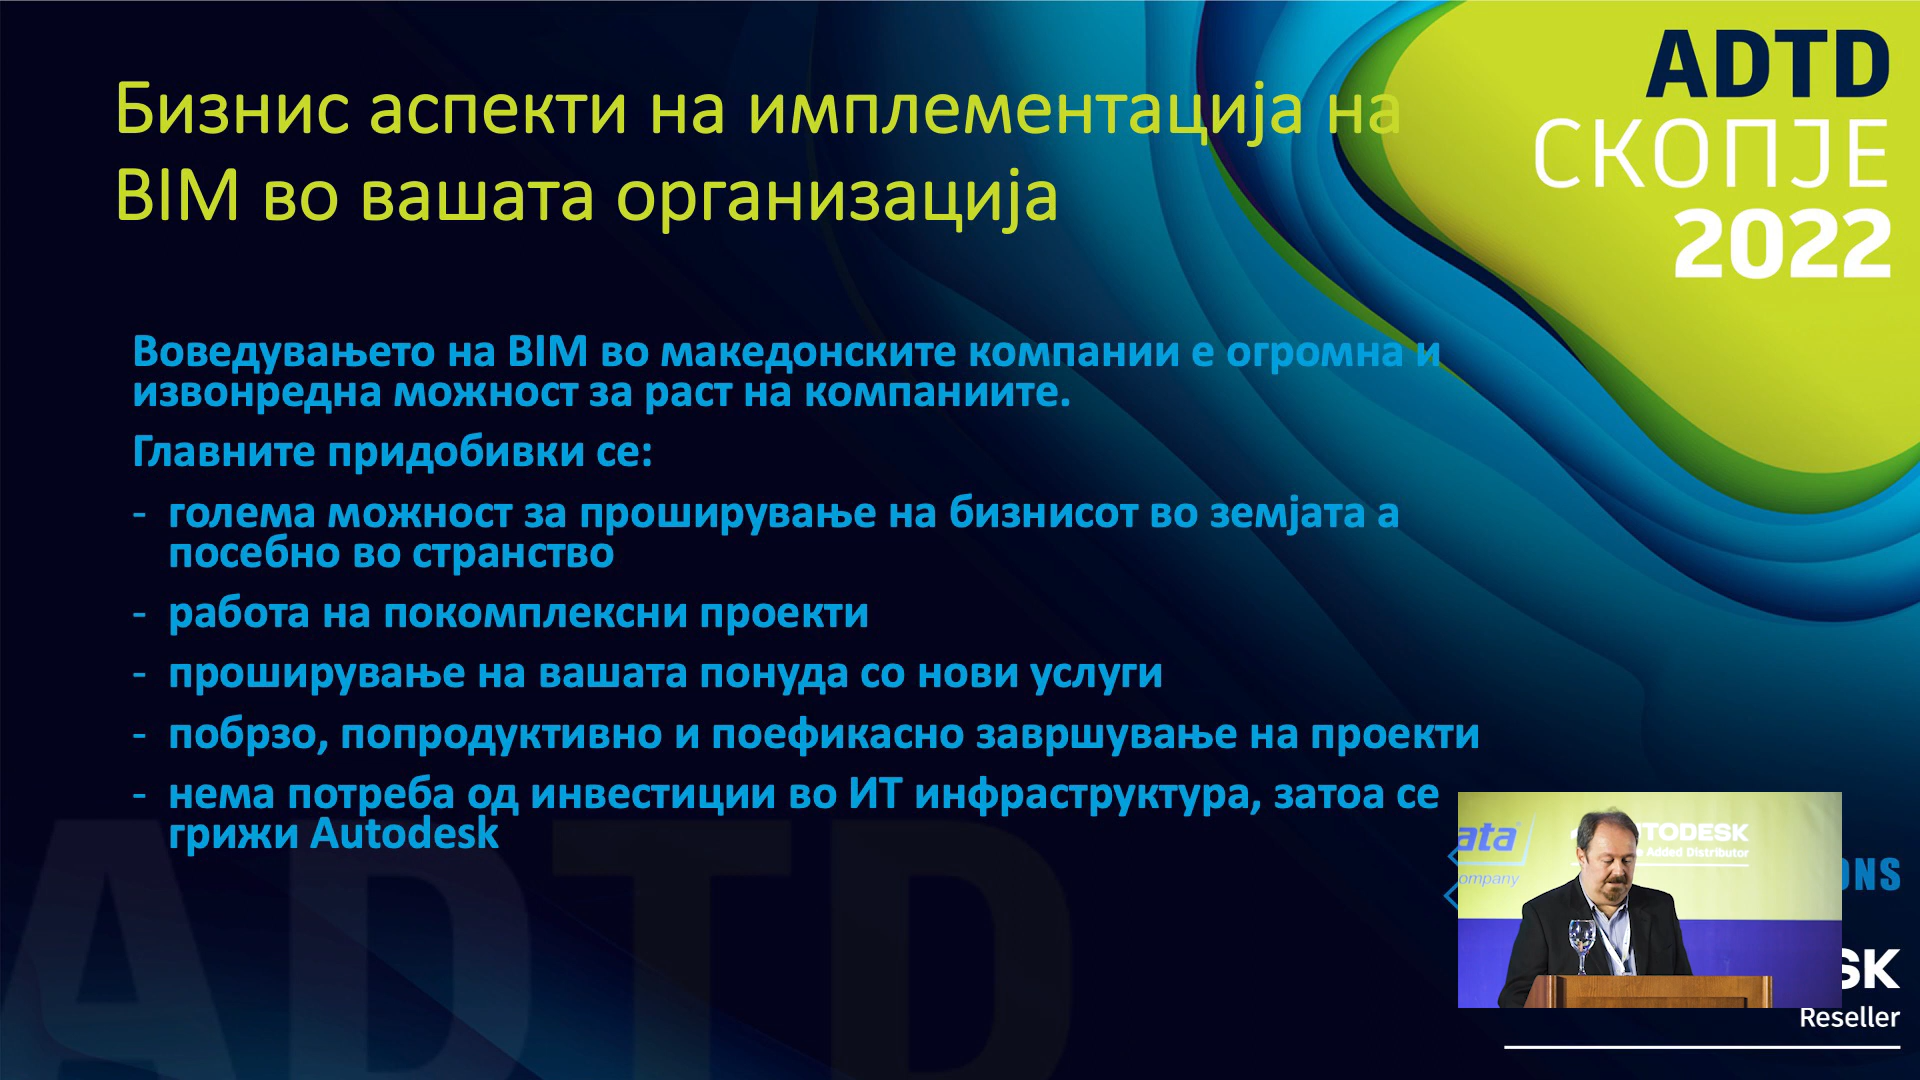 Бизнис аспекти на имплементација на
BIM во вашата организација
ADTD
СКОПЈЕ
2022
Воведувањето на BIM во македонските компании е огромна и
извонредна можност за раст на компаниите.
Главните придобивки се:
- голема можност за проширување на бизнисот во земјата а
посебно во странство
- работа на покомплексни проекти
- проширување на вашата понуда со нови услуги
- побрзо, попродуктивно и поефикасно завршување на проекти
- нема потреба од инвестиции во ИТ инфраструктура, затоа се
грижи Autodesk
ADTD
Added Distributor
Reseller